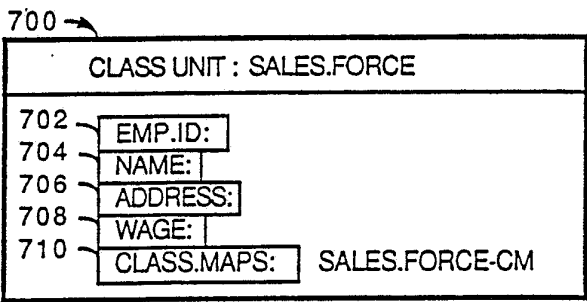 700
CLASS UNIT : SALES.FORCE
702 EMP.ID:
704 NAME:
706 ADDRESS:
708 WAGE:
710 CLASS.MAPS: SALES.FORCE-CM